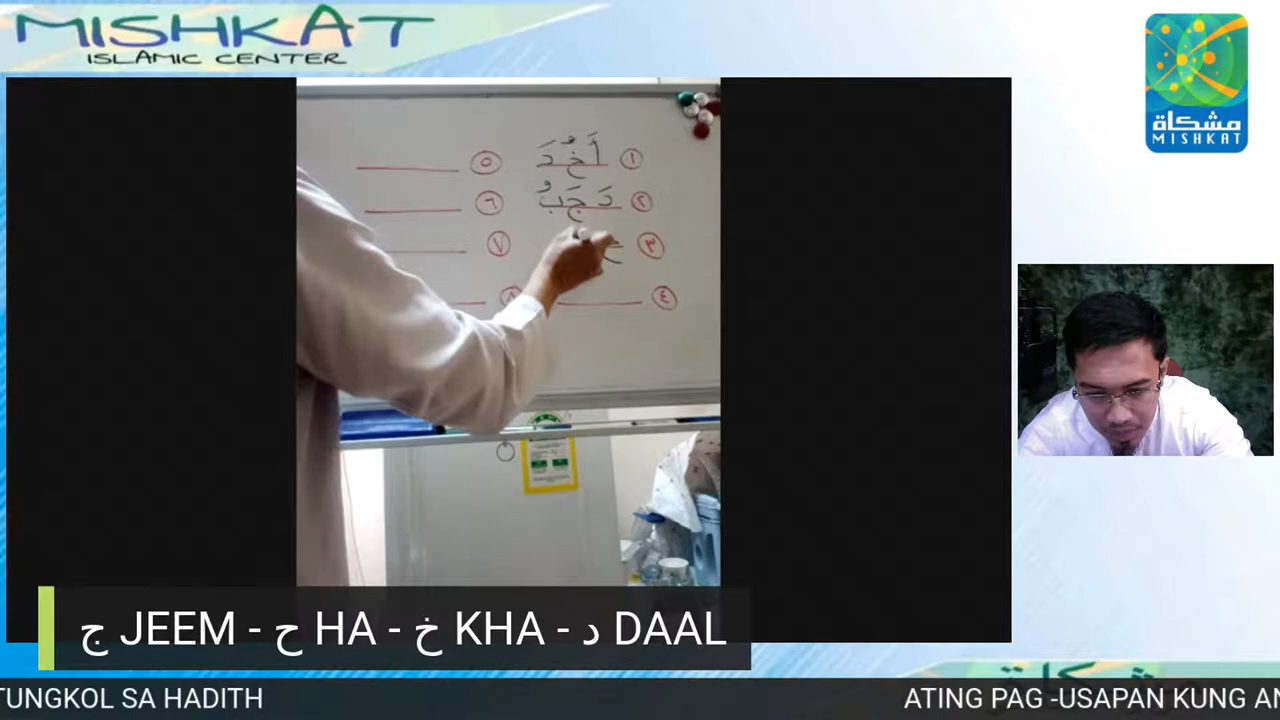 MISHKAT
ISLAMIC CENTER
مشكاة
MISHKAT
١ أَخُدَ
٢ دَجَبُ
٣
٤
٥
٦
٧
٨
ج JEEM - ح HA - خ KHA - د DAAL
TUNGKOL SA HADITH
ATING PAG -USAPAN KUNG AN